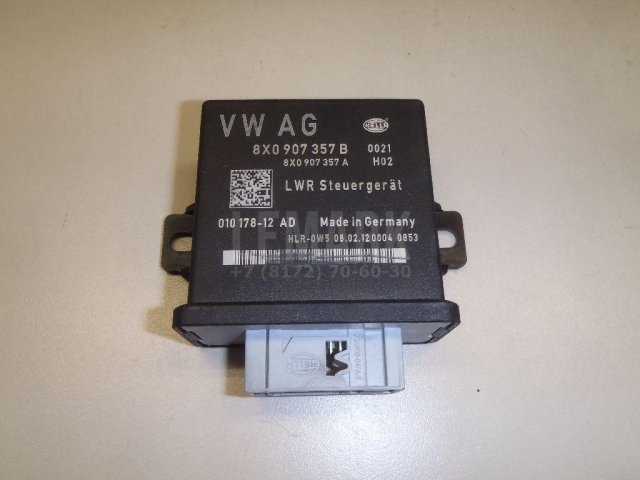 VW AG
HELLA
8X0 907 357 B 0021
8X0 907 357 A H02
LWR Steuergerät
010 178-12 AD Made in Germany
HLR-0W5 08.02.12 0004 0853
+7 (8172) 70-60-30
HELLA